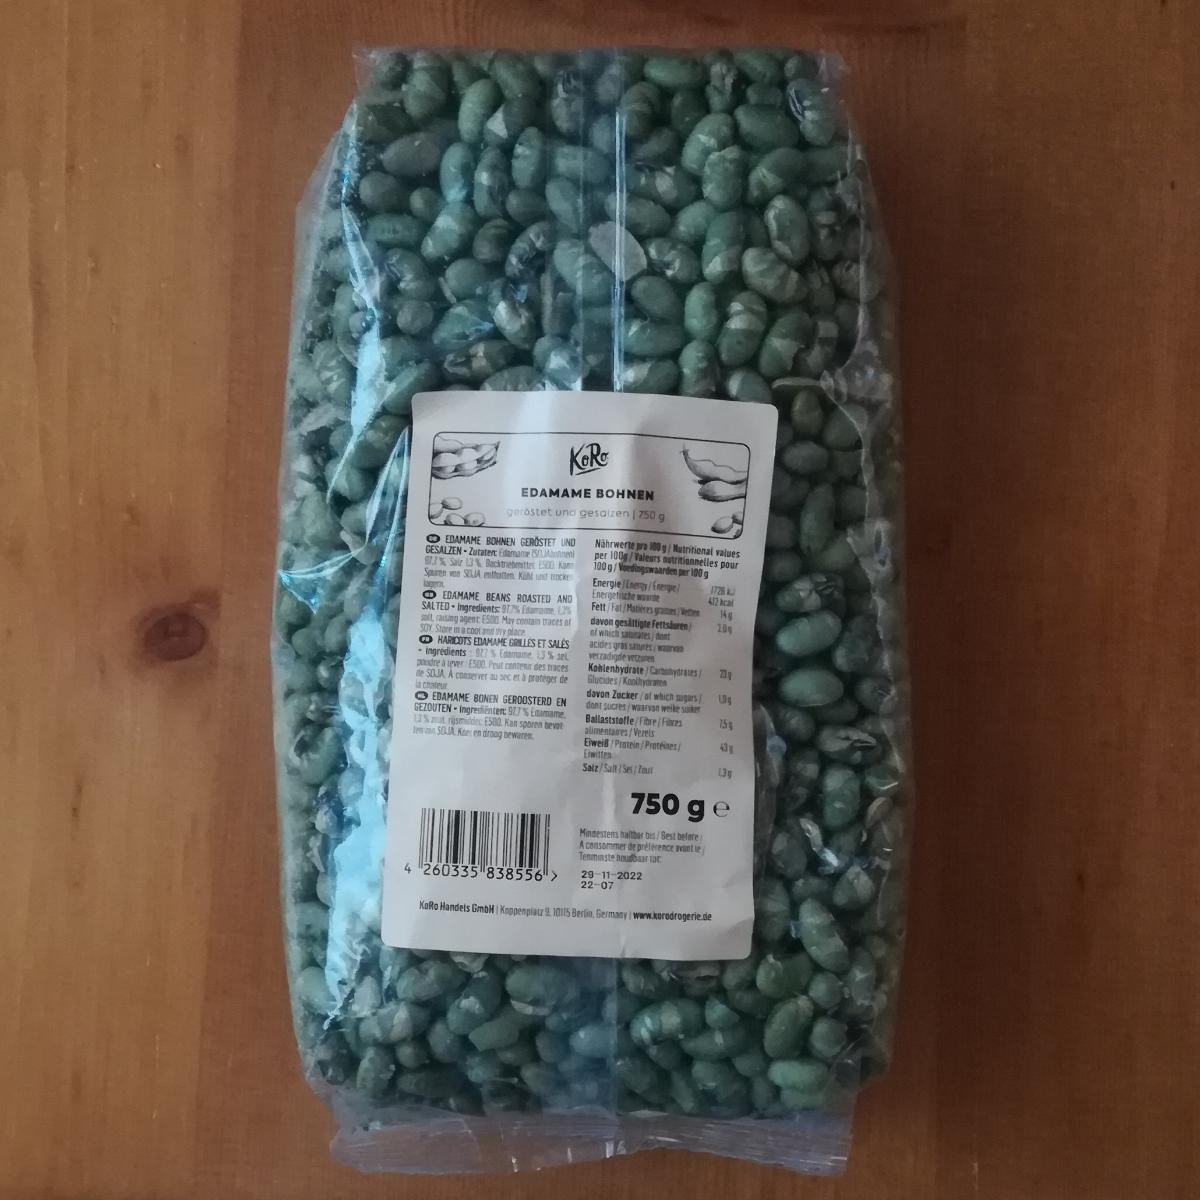 KoRo
EDAMAME BOHNEN
geröstet und gesalzen | 750 g
DE EDAMAME BOHNEN GERÖSTET UND
GESALZEN • Zutaten: Edamame (SOJAbohnen)
97,7 %, Salz 1,3 %, Backtriebmittel: E500. Kann
Spuren von SOJA enthalten. Kühl und trocken
lagern.
GB EDAMAME BEANS ROASTED AND
SALTED • Ingredients: 97,7% Edamame, 1,3%
salt, raising agent: E500. May contain traces of
SOY. Store in a cool and dry place.
FR HARICOTS EDAMAME GRILLÉS ET SALÉS
• Ingrédients : 97,7 % Edamame, 1,3 % sel,
poudre à lever : E500. Peut contenir des traces
de SOJA. À conserver au sec et à protéger de
la chaleur.
NL EDAMAME BONEN GEROOSTERD EN
GEZOUTEN • Ingrediënten: 97,7 % Edamame,
1,3 % zout, rijsmiddel: E500. Kan sporen bevat-
ten van SOJA. Koel en droog bewaren.
Nährwerte pro 100 g / Nutritional values
per 100g / Valeurs nutritionnelles pour
100 g / Voedingswaarden per 100 g
Energie / Energy / Énergie / 1726 kJ
Energetische waarde 412 kcal
Fett / Fat / Matières grasses / Vetten 14 g
davon gesättigte Fettsäuren / 2,0 g
of which saturates / dont
acides gras saturés / waarvan
verzadigde vetzuren
Kohlenhydrate / Carbohydrates / 23 g
Glucides / Koolhydraten
davon Zucker / of which sugars / 1,9 g
dont sucres / waarvan welke suiker
Ballaststoffe / Fibre / Fibres 15 g
alimentaires / Vezels
Eiweiß / Protein / Protéines / 43 g
Eiwitten
Salz / Salt / Sel / Zout 1,3 g
750 g e
Mindestens haltbar bis / Best before /
À consommer de préférence avant le /
Tenminste houdbaar tot:
29-11-2022
22-07
4 260335 838556 >
KoRo Handels GmbH | Koppenplatz 9, 10115 Berlin, Germany | www.korodrogerie.de